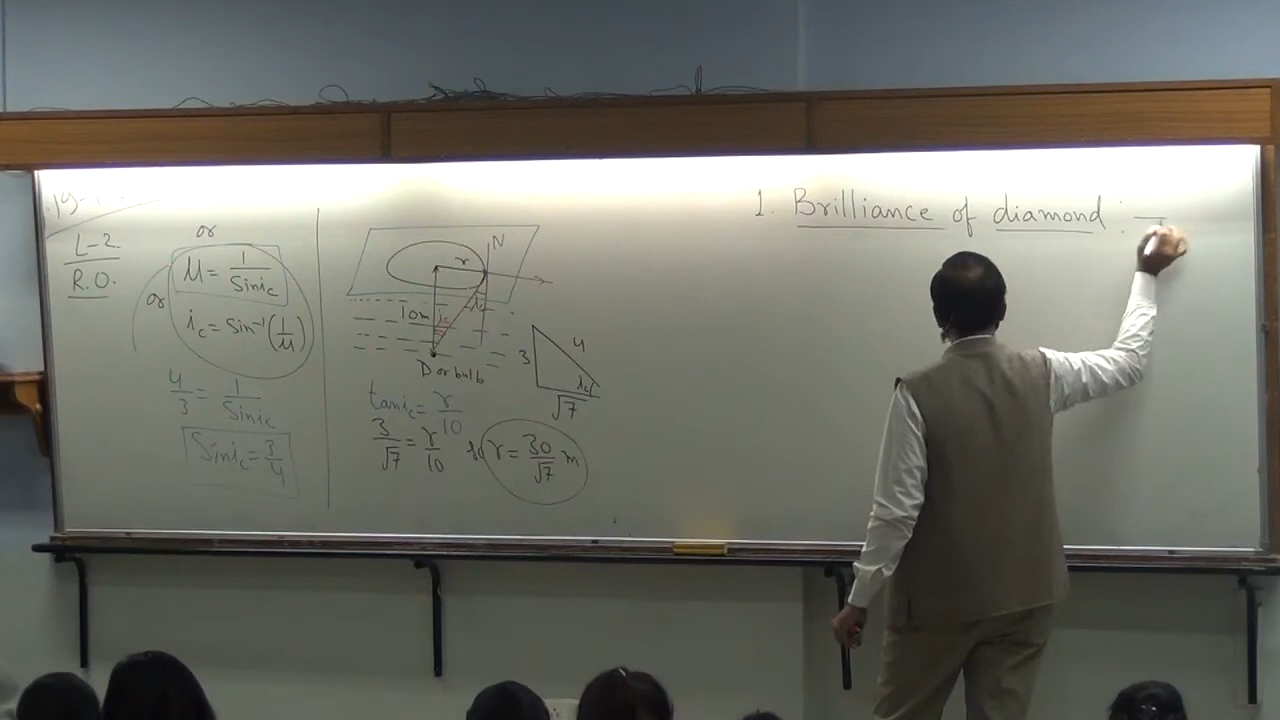 L-2
R.O.
or
μ = 1/Sin i_c
or
i_c = sin⁻¹(1/μ)
4/3 = 1/Sin i_c
Sin i_c = 3/4
N
r
i_c
10m
i_c
D or bulb
3
4
i_c
√7
tan i_c = r/10
3/√7 = r/10 so r = 30/√7 m
1. Brilliance of diamond :—